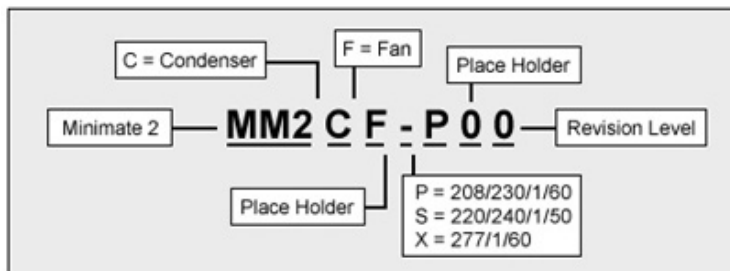 C = Condenser
F = Fan
Place Holder
Minimate 2
MM2 C F - P 0 0
Revision Level
Place Holder
P = 208/230/1/60
S = 220/240/1/50
X = 277/1/60